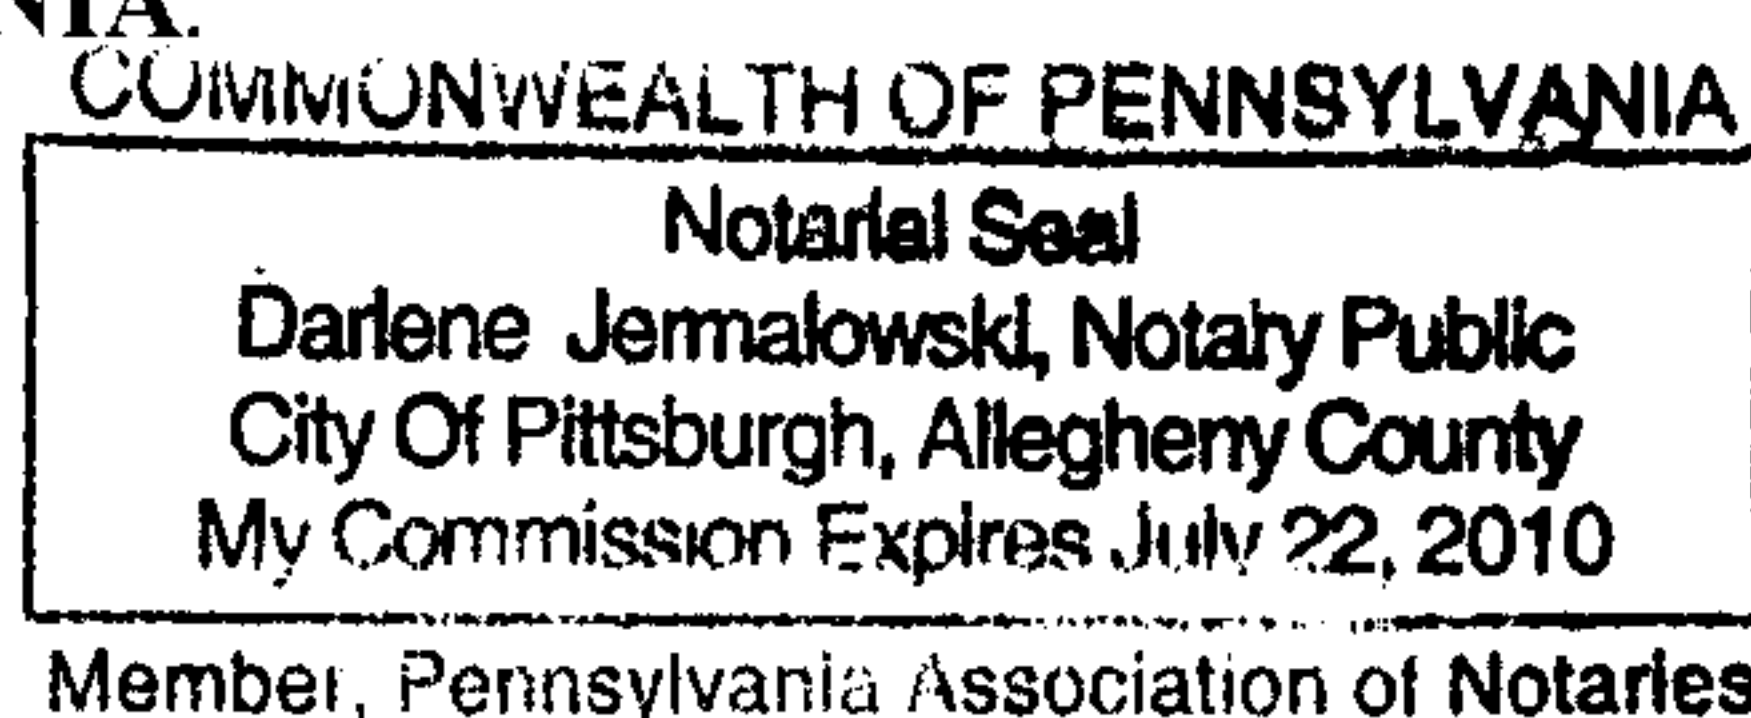 NIA.
COMMONWEALTH OF PENNSYLVANIA
Notarial Seal
Darlene Jermalowski, Notary Public
City Of Pittsburgh, Allegheny County
My Commission Expires July 22, 2010
Member, Pennsylvania Association of Notaries